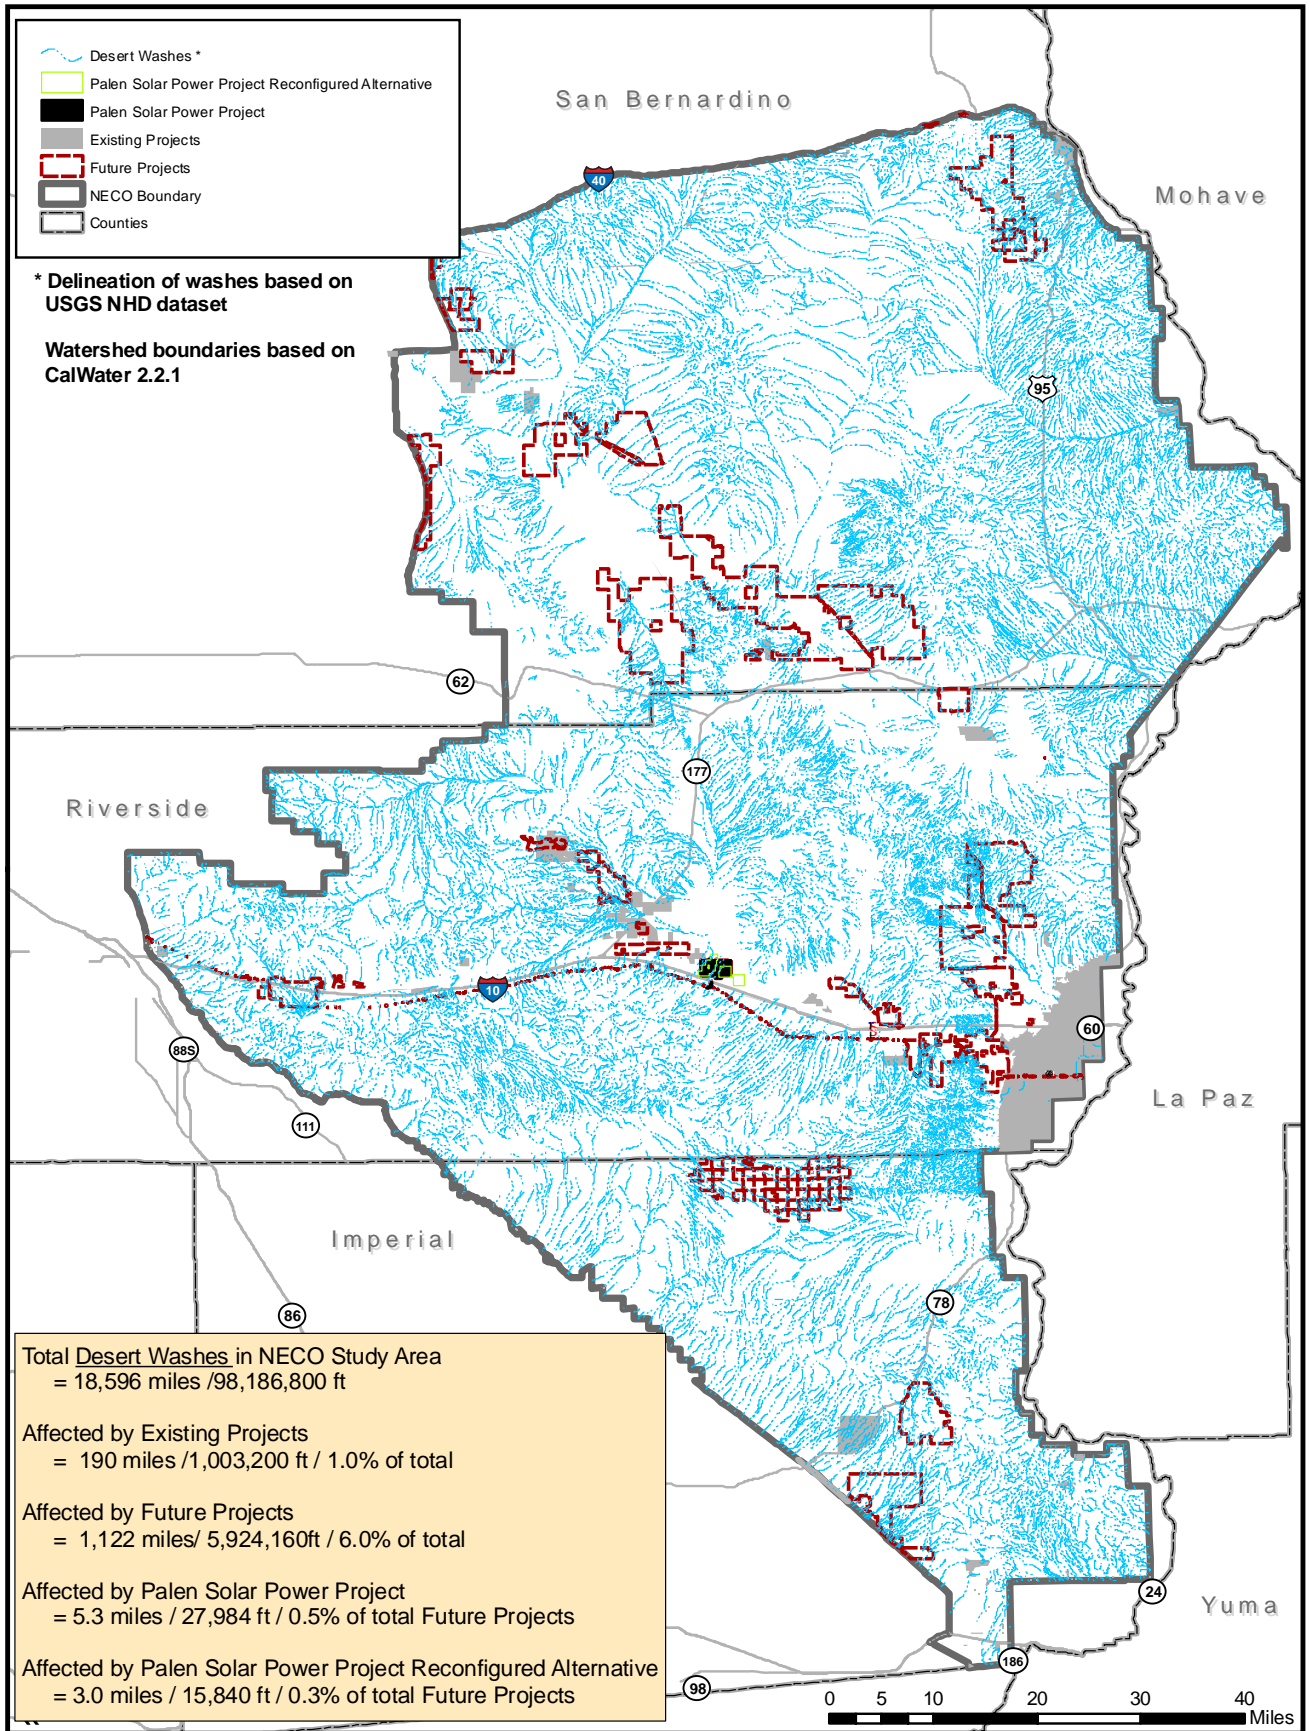 Desert Washes *
Palen Solar Power Project Reconfigured Alternative
Palen Solar Power Project
Existing Projects
Future Projects
NECO Boundary
Counties
* Delineation of washes based on
USGS NHD dataset
Watershed boundaries based on
CalWater 2.2.1
San Bernardino
40
Mohave
95
62
177
Riverside
10
60
88S
La Paz
111
Imperial
78
86
Total Desert Washes in NECO Study Area
= 18,596 miles /98,186,800 ft
Affected by Existing Projects
= 190 miles /1,003,200 ft / 1.0% of total
Affected by Future Projects
= 1,122 miles/ 5,924,160ft / 6.0% of total
Affected by Palen Solar Power Project
= 5.3 miles / 27,984 ft / 0.5% of total Future Projects
Affected by Palen Solar Power Project Reconfigured Alternative
= 3.0 miles / 15,840 ft / 0.3% of total Future Projects
24
Yuma
186
98
0 5 10 20 30 40
Miles